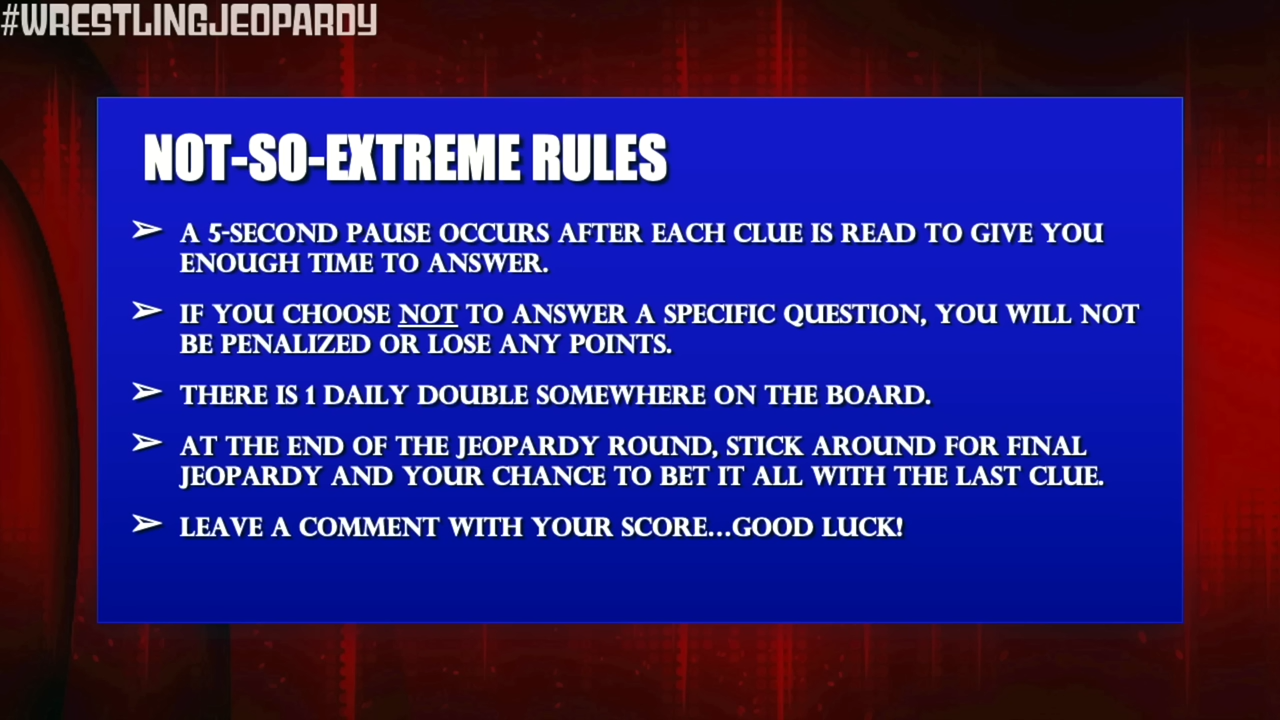 #WRESTLINGJEOPARDY
NOT-SO-EXTREME RULES
➢ A 5-SECOND PAUSE OCCURS AFTER EACH CLUE IS READ TO GIVE YOU
ENOUGH TIME TO ANSWER.
➢ IF YOU CHOOSE NOT TO ANSWER A SPECIFIC QUESTION, YOU WILL NOT
BE PENALIZED OR LOSE ANY POINTS.
➢ THERE IS 1 DAILY DOUBLE SOMEWHERE ON THE BOARD.
➢ AT THE END OF THE JEOPARDY ROUND, STICK AROUND FOR FINAL
JEOPARDY AND YOUR CHANCE TO BET IT ALL WITH THE LAST CLUE.
➢ LEAVE A COMMENT WITH YOUR SCORE...GOOD LUCK!